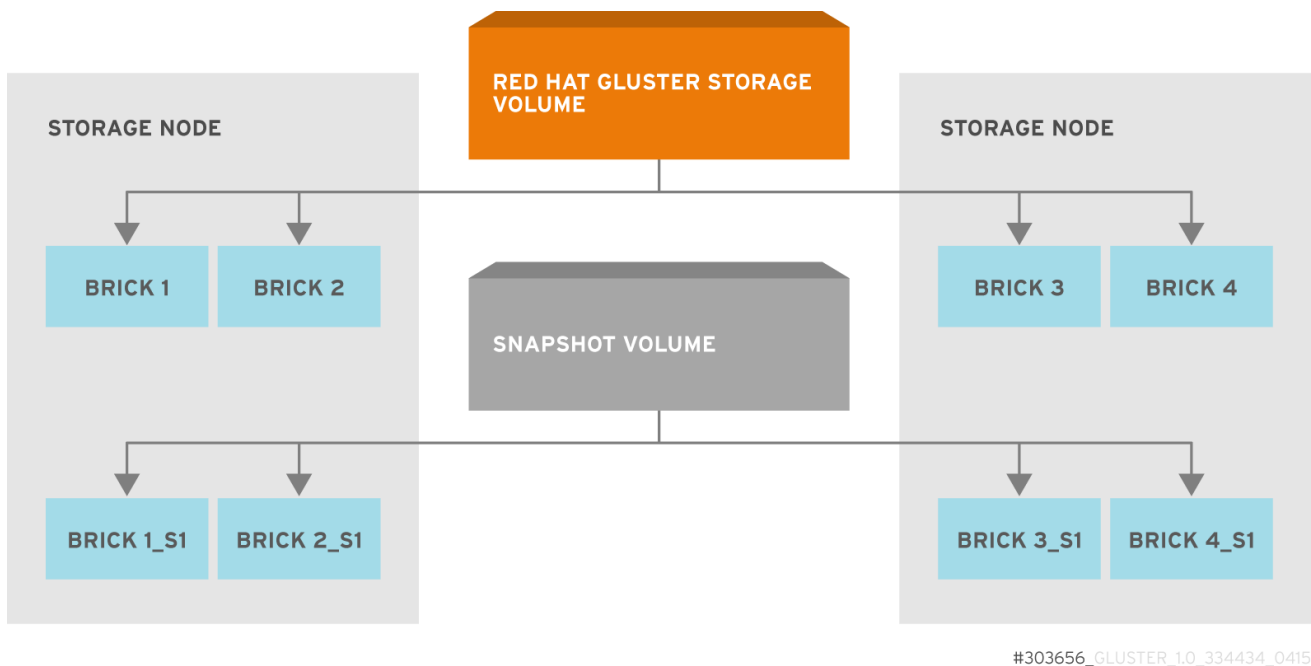 RED HAT GLUSTER STORAGE
VOLUME
STORAGE NODE
STORAGE NODE
BRICK 1
BRICK 2
BRICK 3
BRICK 4
SNAPSHOT VOLUME
BRICK 1_S1
BRICK 2_S1
BRICK 3_S1
BRICK 4_S1
#303656_GLUSTER_1.0_334434_0415